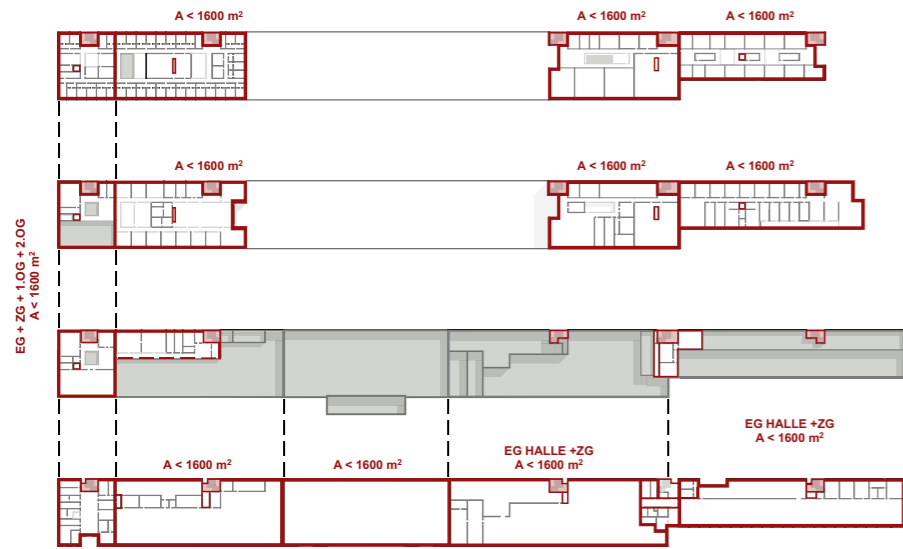 A < 1600 m²
A < 1600 m²
A < 1600 m²
A < 1600 m²
A < 1600 m²
A < 1600 m²
EG + ZG + 1.OG + 2.OG
A < 1600 m²
EG HALLE +ZG
A < 1600 m²
A < 1600 m²
A < 1600 m²
EG HALLE +ZG
A < 1600 m²